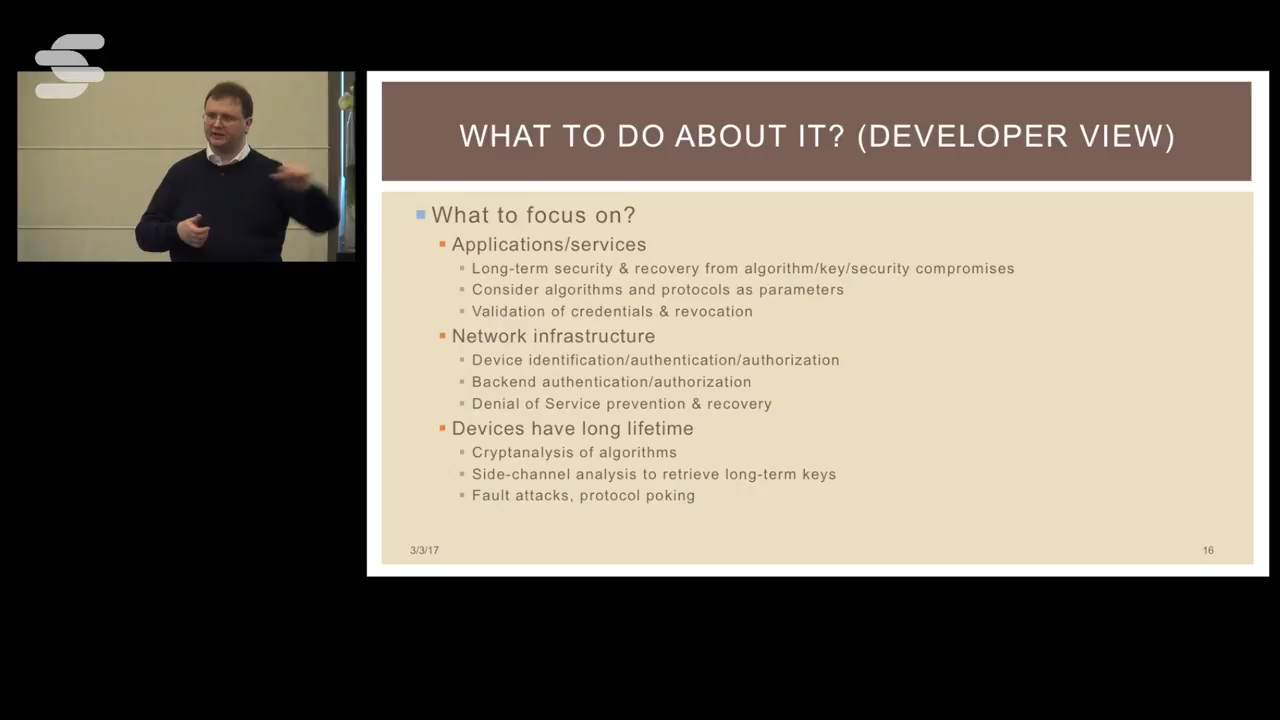 WHAT TO DO ABOUT IT? (DEVELOPER VIEW)
What to focus on?
Applications/services
Long-term security & recovery from algorithm/key/security compromises
Consider algorithms and protocols as parameters
Validation of credentials & revocation
Network infrastructure
Device identification/authentication/authorization
Backend authentication/authorization
Denial of Service prevention & recovery
Devices have long lifetime
Cryptanalysis of algorithms
Side-channel analysis to retrieve long-term keys
Fault attacks, protocol poking
3/3/17
16